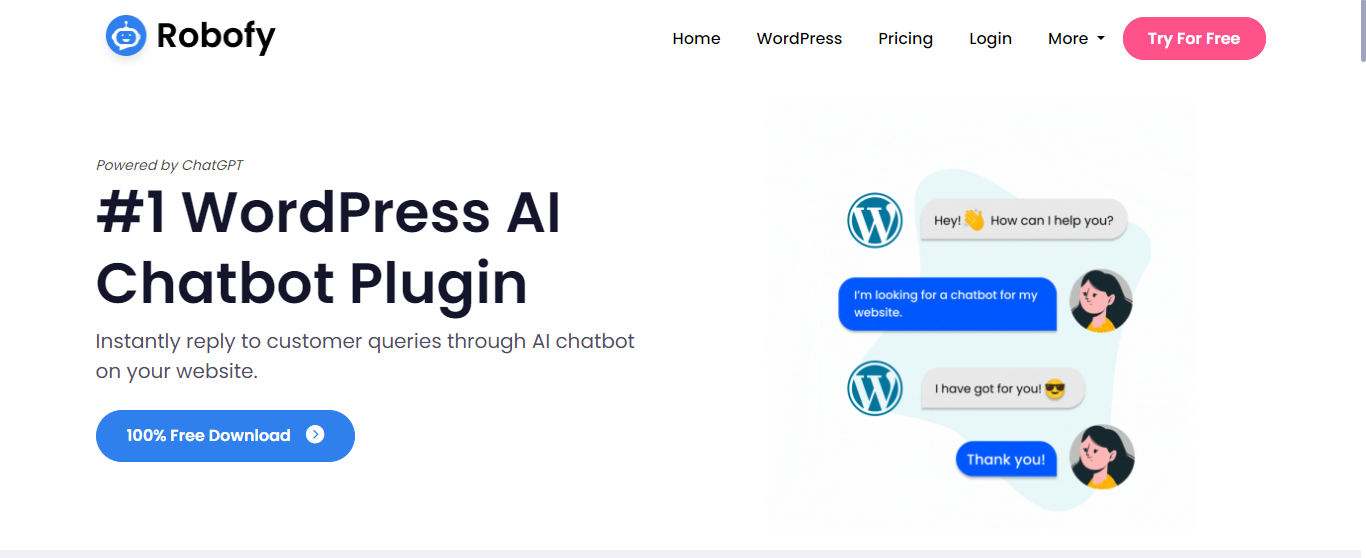 Robofy
Home WordPress Pricing Login More Try For Free
Powered by ChatGPT
#1 WordPress AI
Chatbot Plugin
Instantly reply to customer queries through AI chatbot
on your website.
100% Free Download
Hey! 👋 How can I help you?
I'm looking for a chatbot for my
website.
I have got for you! 😎
Thank you!